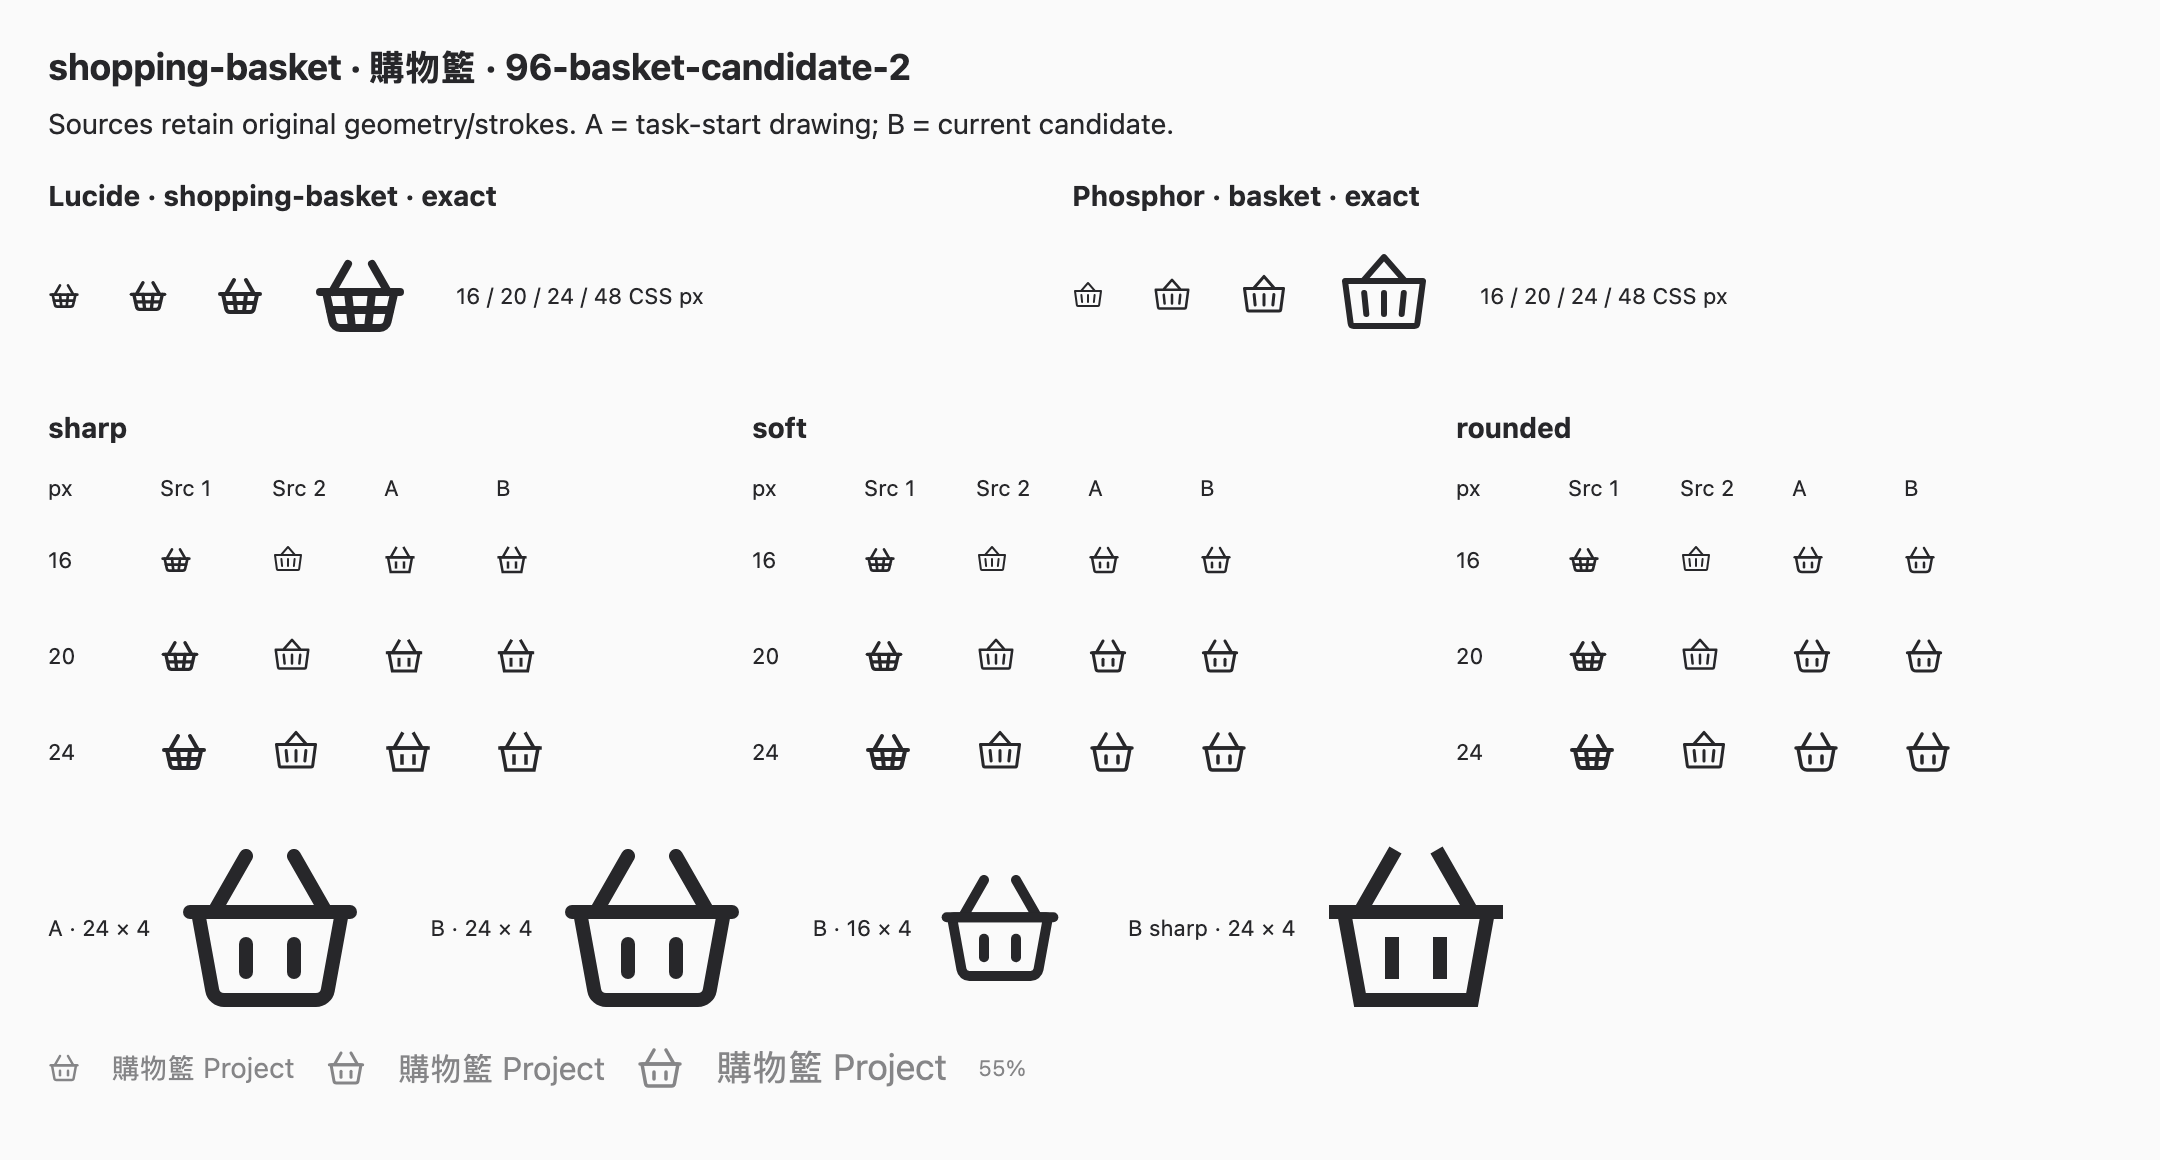 shopping-basket · 購物籃 · 96-basket-candidate-2
Sources retain original geometry/strokes. A = task-start drawing; B = current candidate.
Lucide · shopping-basket · exact
Phosphor · basket · exact
16 / 20 / 24 / 48 CSS px
16 / 20 / 24 / 48 CSS px
sharp
px Src 1 Src 2 A B
16
20
24
soft
px Src 1 Src 2 A B
16
20
24
rounded
px Src 1 Src 2 A B
16
20
24
A · 24 × 4
B · 24 × 4
B · 16 × 4
B sharp · 24 × 4
購物籃 Project
購物籃 Project
購物籃 Project
55%